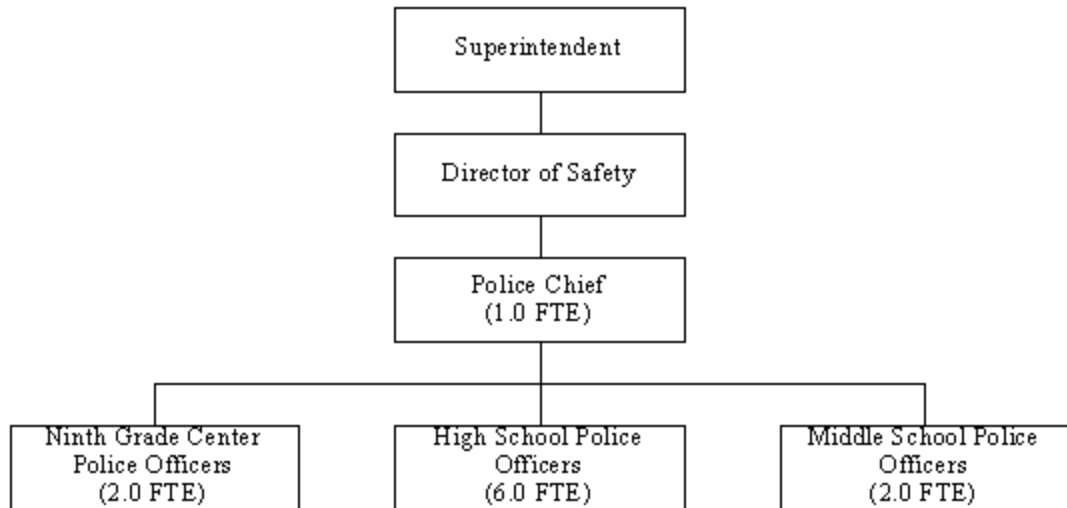 Superintendent
Director of Safety
Police Chief
(1.0 FTE)
Ninth Grade Center
Police Officers
(2.0 FTE)
High School Police
Officers
(6.0 FTE)
Middle School Police
Officers
(2.0 FTE)